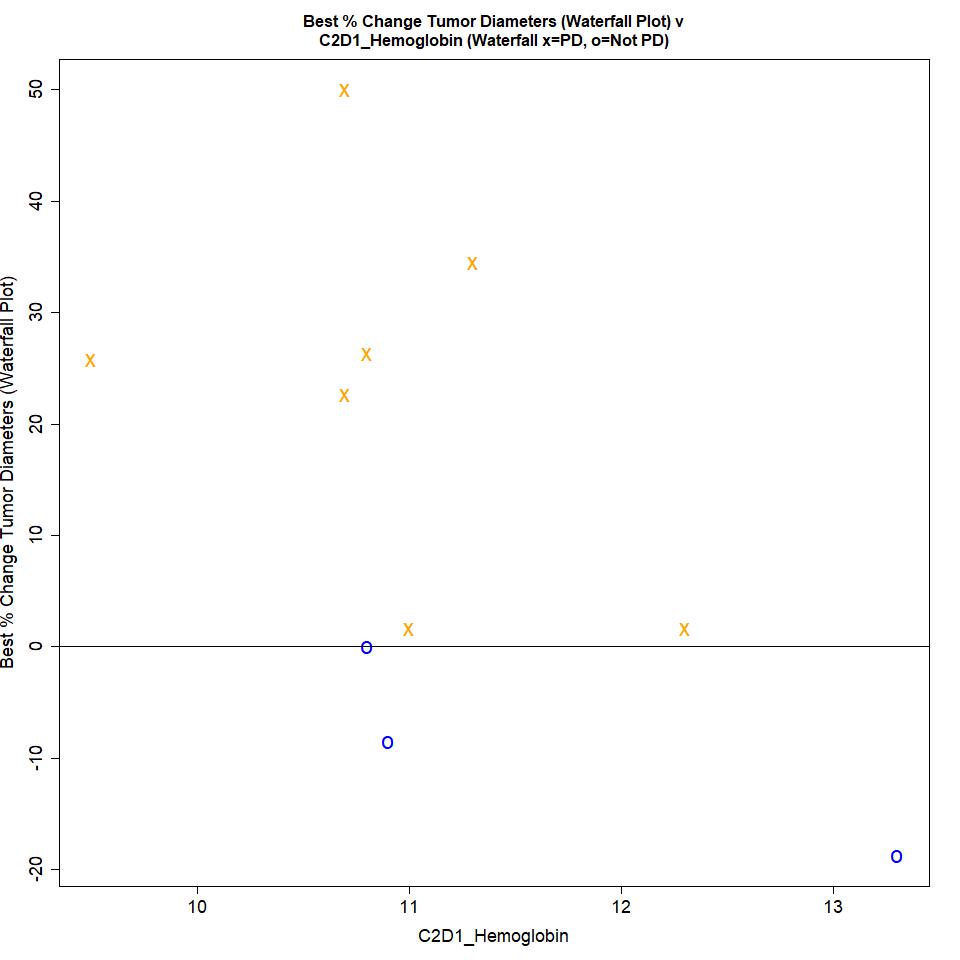 Best % Change Tumor Diameters (Waterfall Plot) v
C2D1_Hemoglobin (Waterfall x=PD, o=Not PD)
Best % Change Tumor Diameters (Waterfall Plot)
50
40
30
20
10
0
-10
-20
X
X
X
X
X
X
X
O
O
O
10
11
12
13
C2D1_Hemoglobin